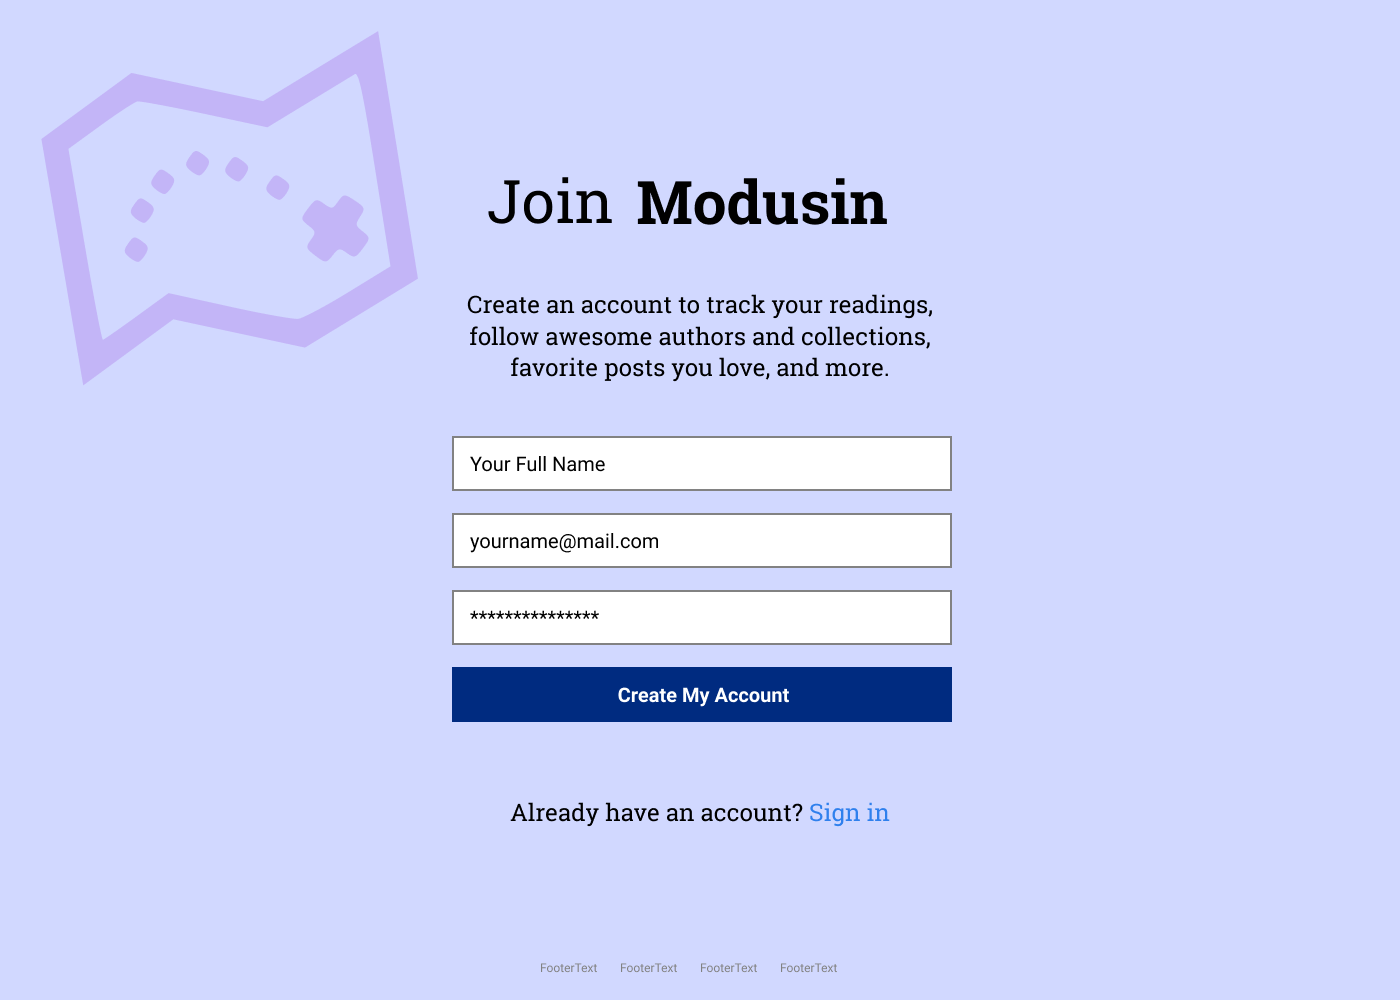 Join Modusin
Create an account to track your readings,
follow awesome authors and collections,
favorite posts you love, and more.
Your Full Name
yourname@mail.com
***************
Create My Account
Already have an account? Sign in
FooterText FooterText FooterText FooterText